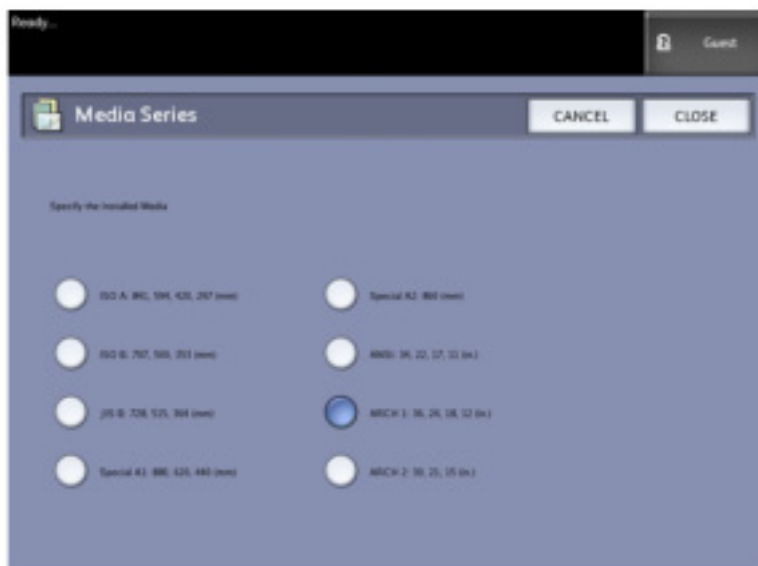 Ready...
Guest
Media Series
CANCEL
CLOSE
Specify the Installed Media
ISO A: 841, 594, 420, 297 (mm)
Special A2: 860 (mm)
ISO B: 707, 500, 353 (mm)
ANSI: 34, 22, 17, 11 (in.)
JIS B: 728, 515, 364 (mm)
ARCH 1: 36, 24, 18, 12 (in.)
Special A1: 880, 620, 440 (mm)
ARCH 2: 30, 21, 15 (in.)